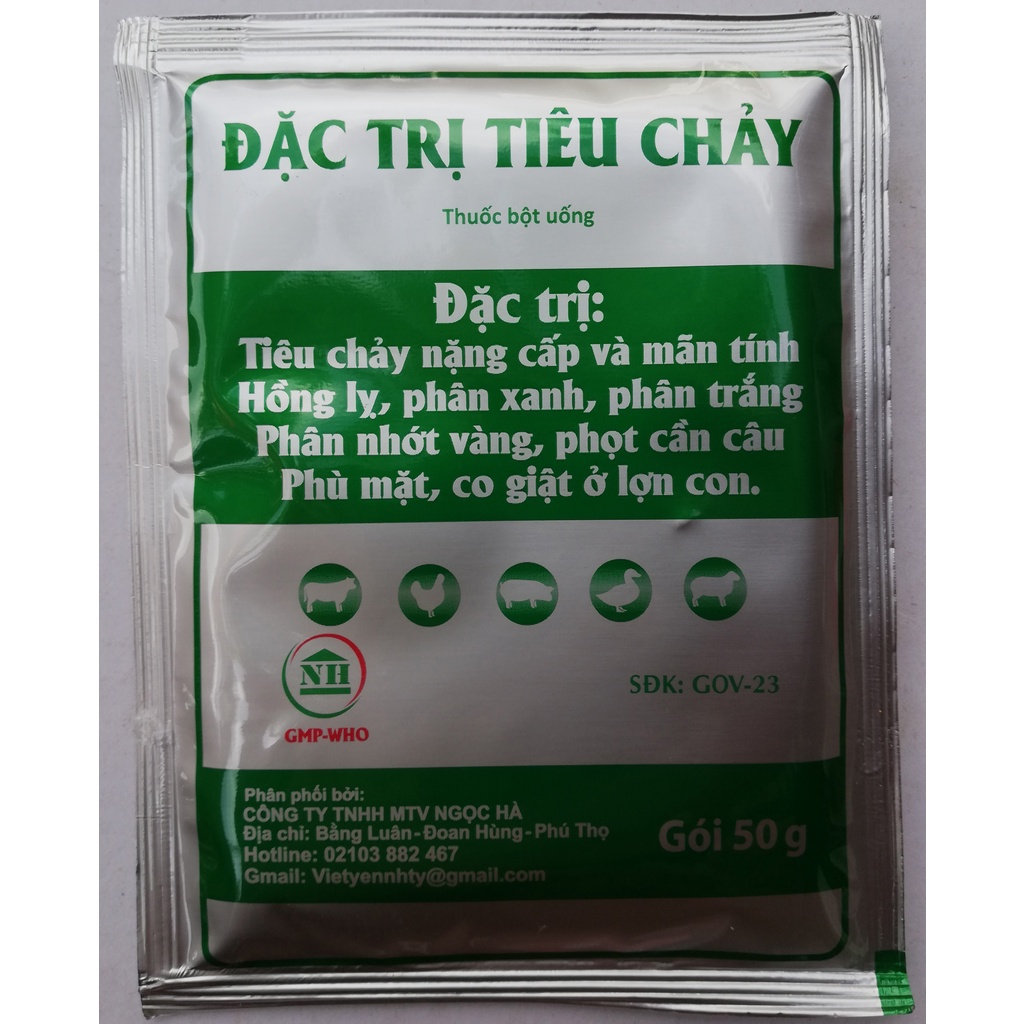 ĐẶC TRỊ TIÊU CHẢY
Thuốc bột uống
Đặc trị:
Tiêu chảy nặng cấp và mãn tính
Hồng lỵ, phân xanh, phân trắng
Phân nhớt vàng, phọt cần câu
Phù mặt, co giật ở lợn con.
NH
GMP-WHO
SĐK: GOV-23
Phân phối bởi:
CÔNG TY TNHH MTV NGỌC HÀ
Địa chỉ: Bằng Luân-Đoan Hùng-Phú Thọ
Hotline: 02103 882 467
Gmail: Vietyennhty@gmail.com
Gói 50 g